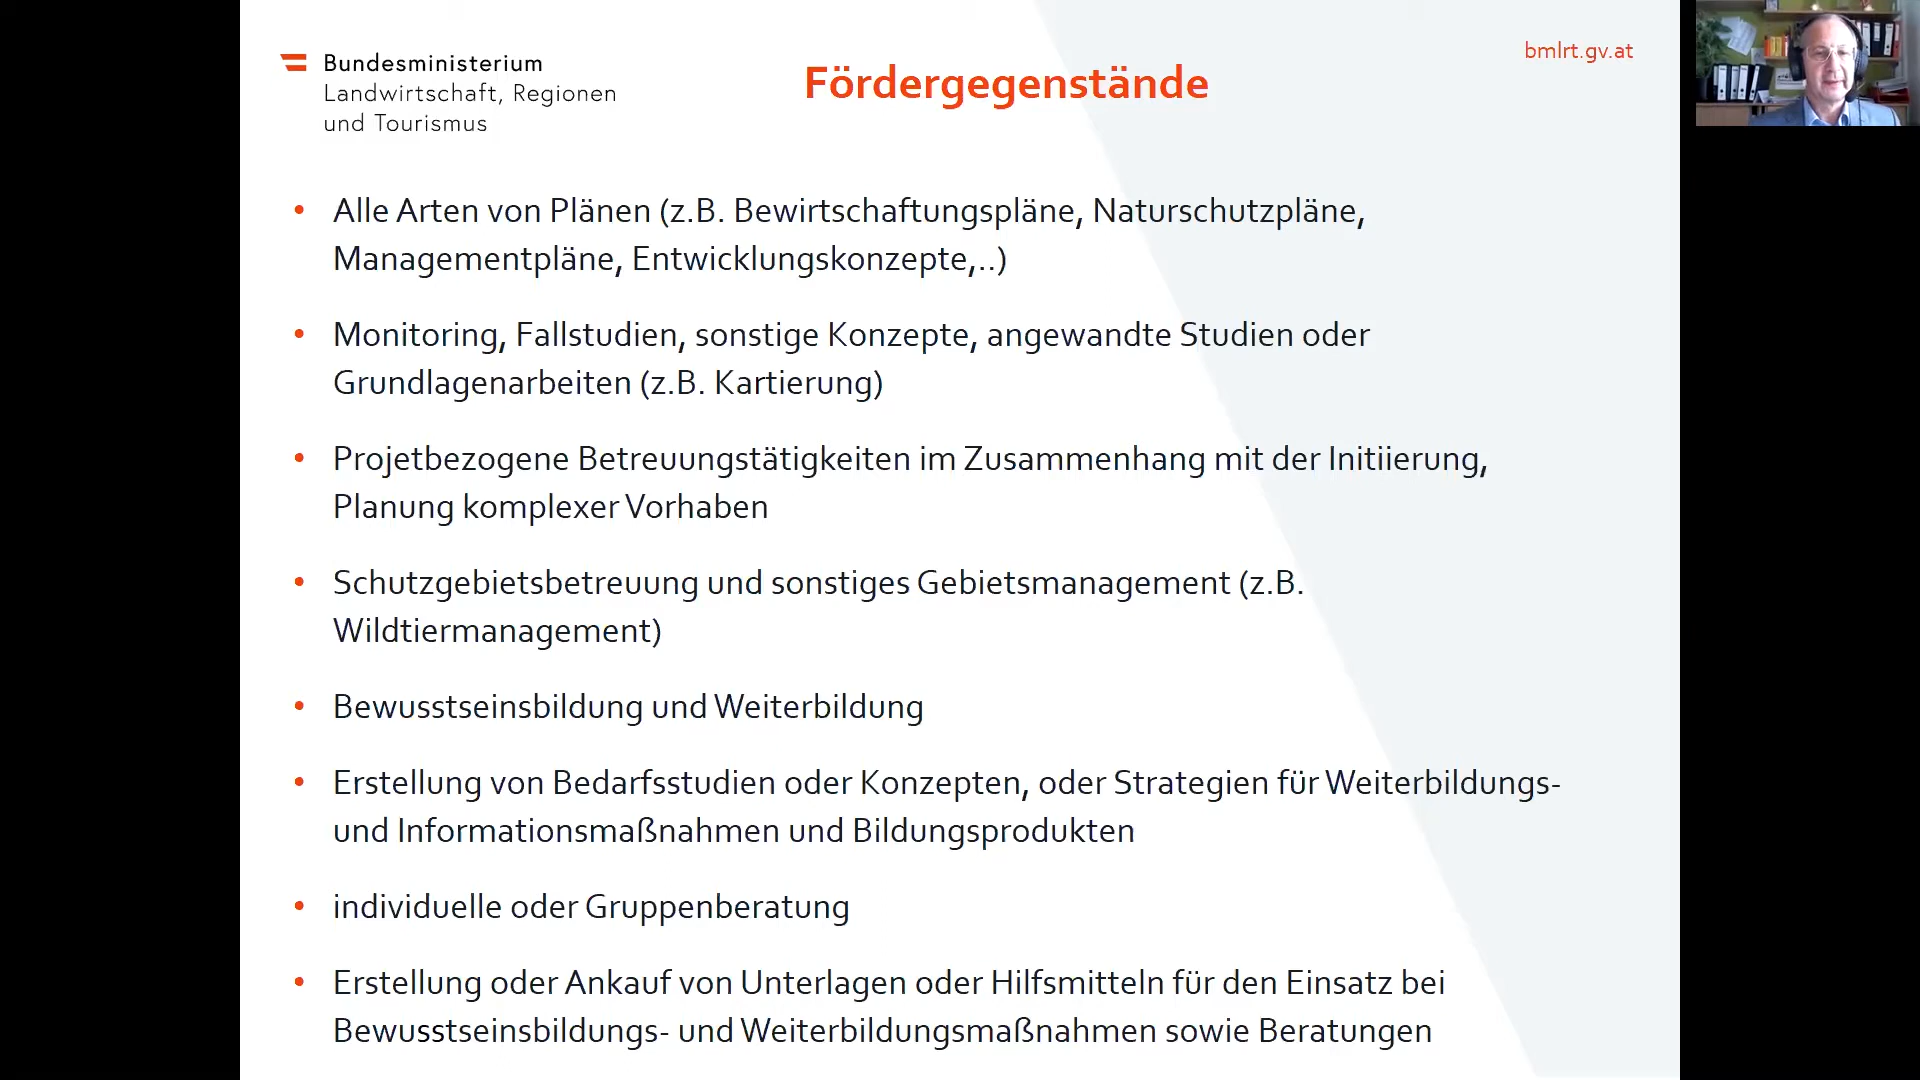 Bundesministerium
Landwirtschaft, Regionen
und Tourismus
Fördergegenstände
bmlrt.gv.at
• Alle Arten von Plänen (z.B. Bewirtschaftungspläne, Naturschutzpläne,
Managementpläne, Entwicklungskonzepte,..)
• Monitoring, Fallstudien, sonstige Konzepte, angewandte Studien oder
Grundlagenarbeiten (z.B. Kartierung)
• Projetbezogene Betreuungstätigkeiten im Zusammenhang mit der Initiierung,
Planung komplexer Vorhaben
• Schutzgebietsbetreuung und sonstiges Gebietsmanagement (z.B.
Wildtiermanagement)
• Bewusstseinsbildung und Weiterbildung
• Erstellung von Bedarfsstudien oder Konzepten, oder Strategien für Weiterbildungs-
und Informationsmaßnahmen und Bildungsprodukten
• individuelle oder Gruppenberatung
• Erstellung oder Ankauf von Unterlagen oder Hilfsmitteln für den Einsatz bei
Bewusstseinsbildungs- und Weiterbildungsmaßnahmen sowie Beratungen